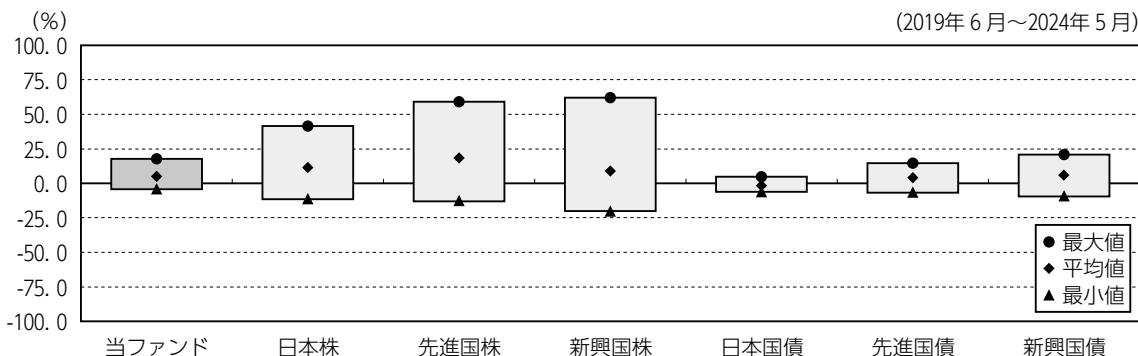 (%)
(2019年6月～2024年5月)
100.0
75.0
50.0
25.0
0.0
-25.0
-50.0
-75.0
-100.0
●最大値
◆平均値
▲最小値
当ファンド 日本株 先進国株 新興国株 日本国債 先進国債 新興国債